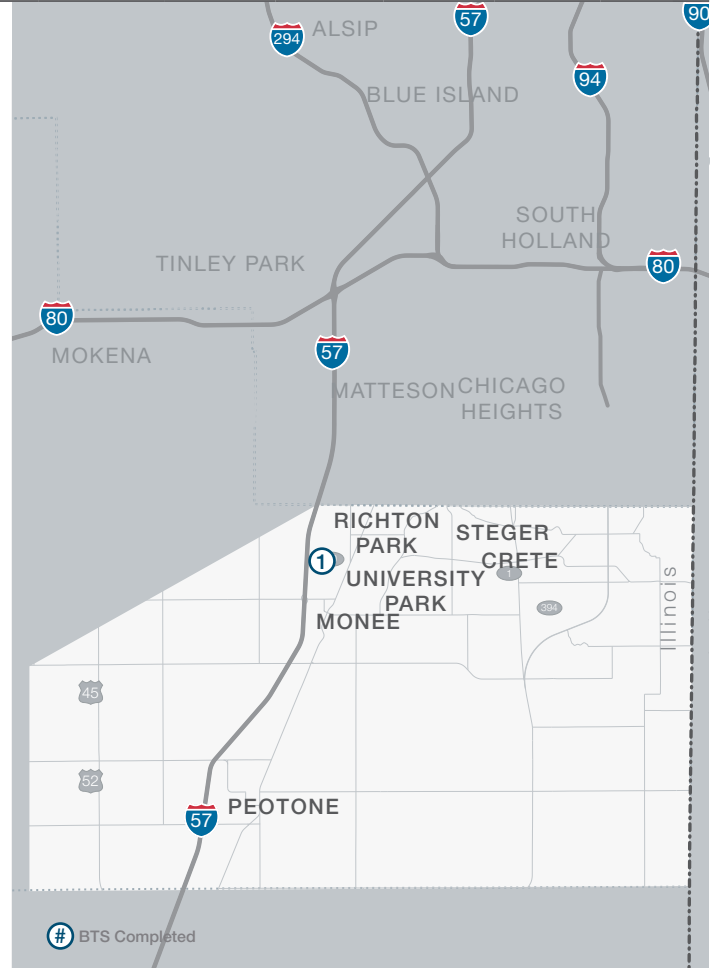 90
57
ALSIP
294
94
BLUE ISLAND
SOUTH
HOLLAND
TINLEY PARK
80
80
57
MOKENA
MATTESON
CHICAGO
HEIGHTS
RICHTON
PARK
STEGER
CRETE
1
1
UNIVERSITY
PARK
394
MONEE
Illinois
45
52
PEOTONE
57
# BTS Completed